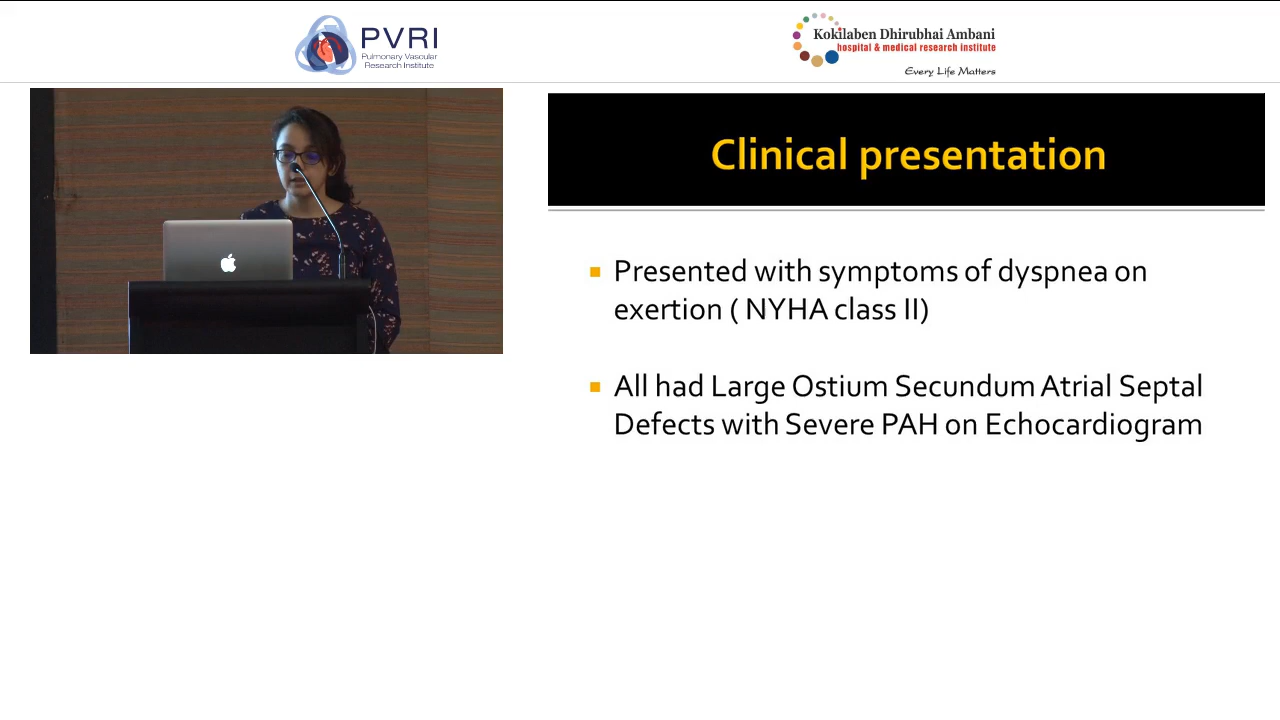 PVRI
Pulmonary Vascular
Research Institute
Kokilaben Dhirubhai Ambani
hospital & medical research institute
Every Life Matters
Clinical presentation
Presented with symptoms of dyspnea on
exertion ( NYHA class II)
All had Large Ostium Secundum Atrial Septal
Defects with Severe PAH on Echocardiogram